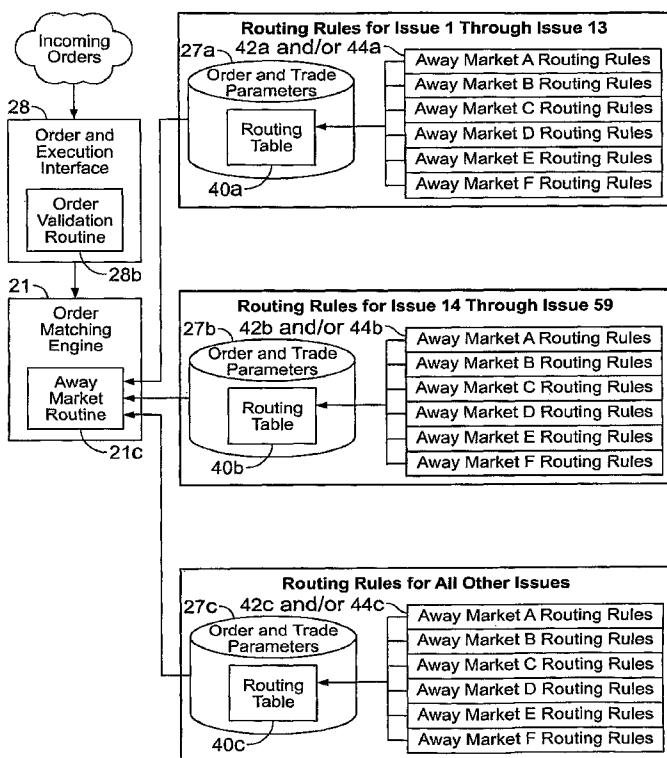 Incoming
Orders
28
Order and
Execution
Interface
Order
Validation
Routine
28b
21
Order
Matching
Engine
Away
Market
Routine
21c
Routing Rules for Issue 1 Through Issue 13
27a
42a and/or 44a
Order and Trade
Parameters
Routing
Table
40a
Away Market A Routing Rules
Away Market B Routing Rules
Away Market C Routing Rules
Away Market D Routing Rules
Away Market E Routing Rules
Away Market F Routing Rules
Routing Rules for Issue 14 Through Issue 59
27b
42b and/or 44b
Order and Trade
Parameters
Routing
Table
40b
Away Market A Routing Rules
Away Market B Routing Rules
Away Market C Routing Rules
Away Market D Routing Rules
Away Market E Routing Rules
Away Market F Routing Rules
Routing Rules for All Other Issues
27c
42c and/or 44c
Order and Trade
Parameters
Routing
Table
40c
Away Market A Routing Rules
Away Market B Routing Rules
Away Market C Routing Rules
Away Market D Routing Rules
Away Market E Routing Rules
Away Market F Routing Rules